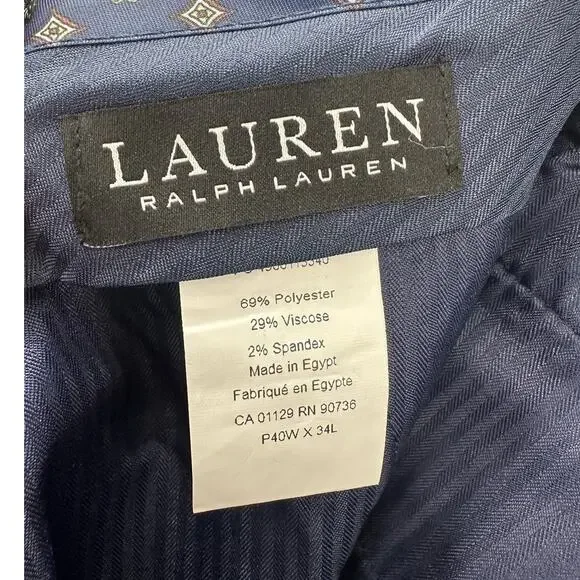 LAUREN
RALPH LAUREN
69% Polyester
29% Viscose
2% Spandex
Made in Egypt
Fabriqué en Egypte
CA 01129 RN 90736
P40W X 34L